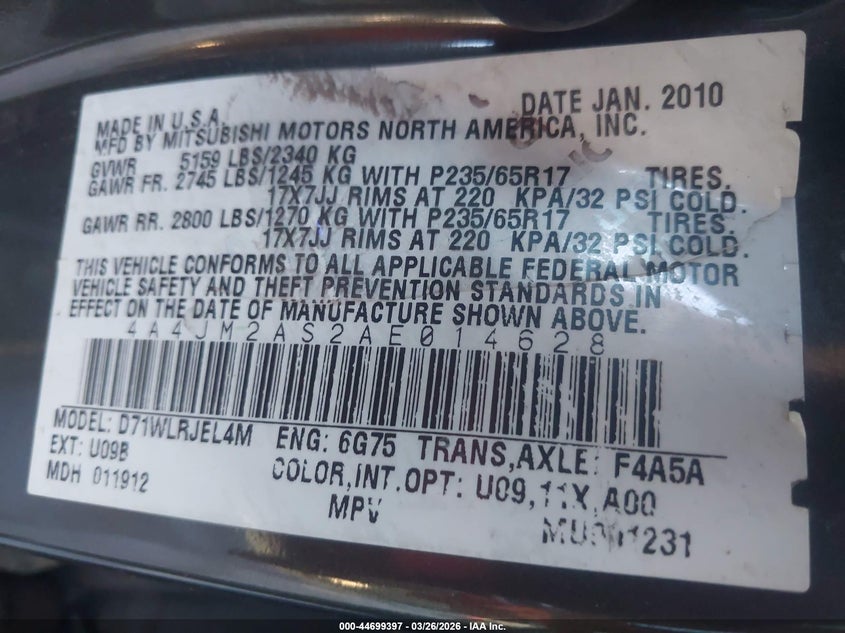 DATE JAN. 2010
MADE IN U.S.A.
MFD BY MITSUBISHI MOTORS NORTH AMERICA, INC.
GVWR 5159 LBS/2340 KG
GAWR FR. 2745 LBS/1245 KG WITH P235/65R17 TIRES.
17X7JJ RIMS AT 220 KPA/32 PSI COLD.
GAWR RR. 2800 LBS/1270 KG WITH P235/65R17 TIRES.
17X7JJ RIMS AT 220 KPA/32 PSI COLD.
THIS VEHICLE CONFORMS TO ALL APPLICABLE FEDERAL MOTOR
VEHICLE SAFETY AND THEFT PREVENTION STANDARDS IN
EFFECT ON THE DATE OF MANUFACTURE SHOWN ABOVE.
4A4JM2AS2AE014628
MODEL: D71WLRJEL4M ENG: 6G75 TRANS,AXLE: F4A5A
EXT: U09B COLOR,INT.OPT: U09,11X,A00
MDH 011912 MPV
000-44699397 - 03/26/2026 - IAA Inc.